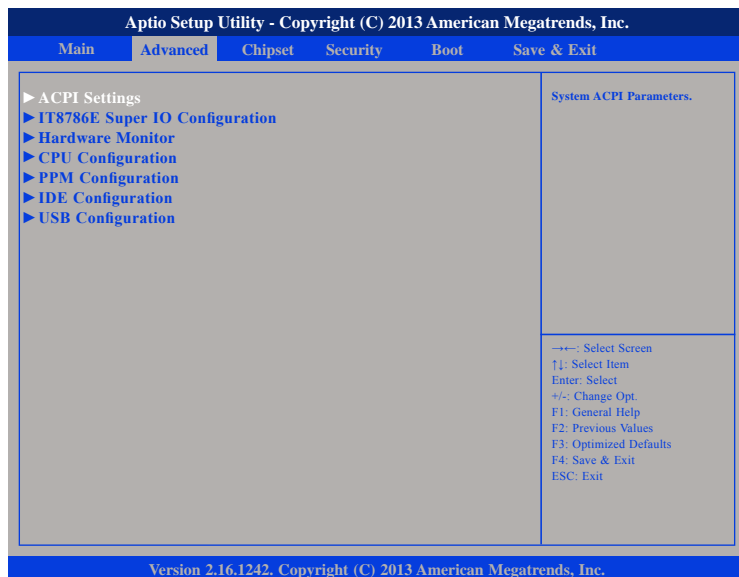 Aptio Setup Utility - Copyright (C) 2013 American Megatrends, Inc.
Main Advanced Chipset Security Boot Save & Exit
►ACPI Settings
►IT8786E Super IO Configuration
►Hardware Monitor
►CPU Configuration
►PPM Configuration
►IDE Configuration
►USB Configuration
System ACPI Parameters.
→←: Select Screen
↑↓: Select Item
Enter: Select
+/-: Change Opt.
F1: General Help
F2: Previous Values
F3: Optimized Defaults
F4: Save & Exit
ESC: Exit
Version 2.16.1242. Copyright (C) 2013 American Megatrends, Inc.